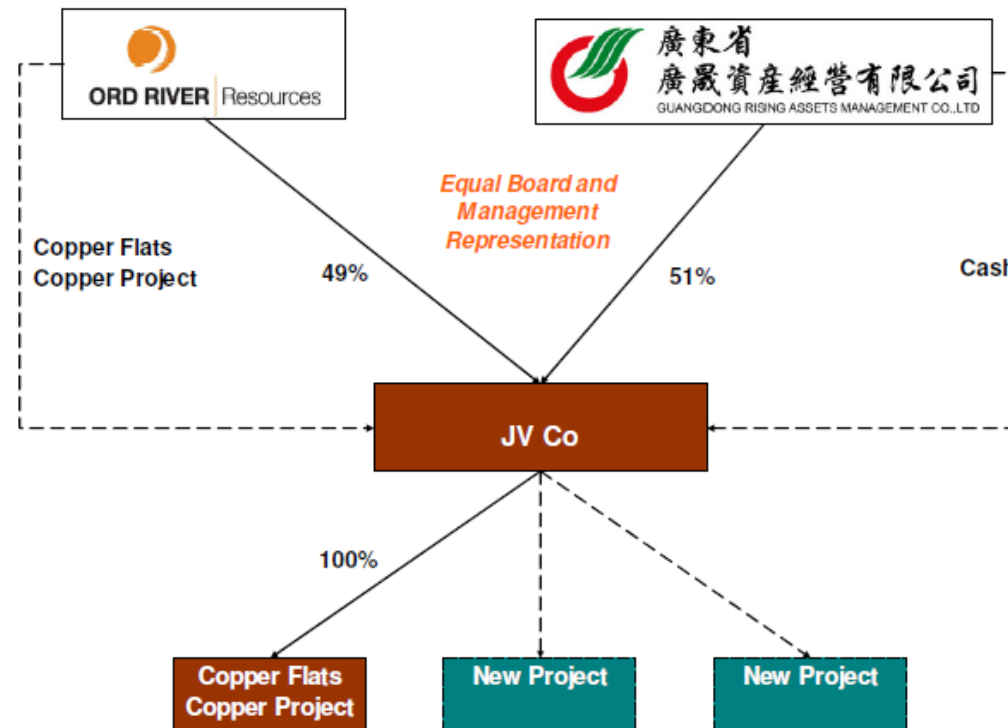 ORD RIVER Resources
廣東省
廣晟資産經營有限公司
GUANGDONG RISING ASSETS MANAGEMENT CO.,LTD
Equal Board and
Management
Representation
Copper Flats
Copper Project
49%
51%
Cash
JV Co
100%
Copper Flats
Copper Project
New Project
New Project